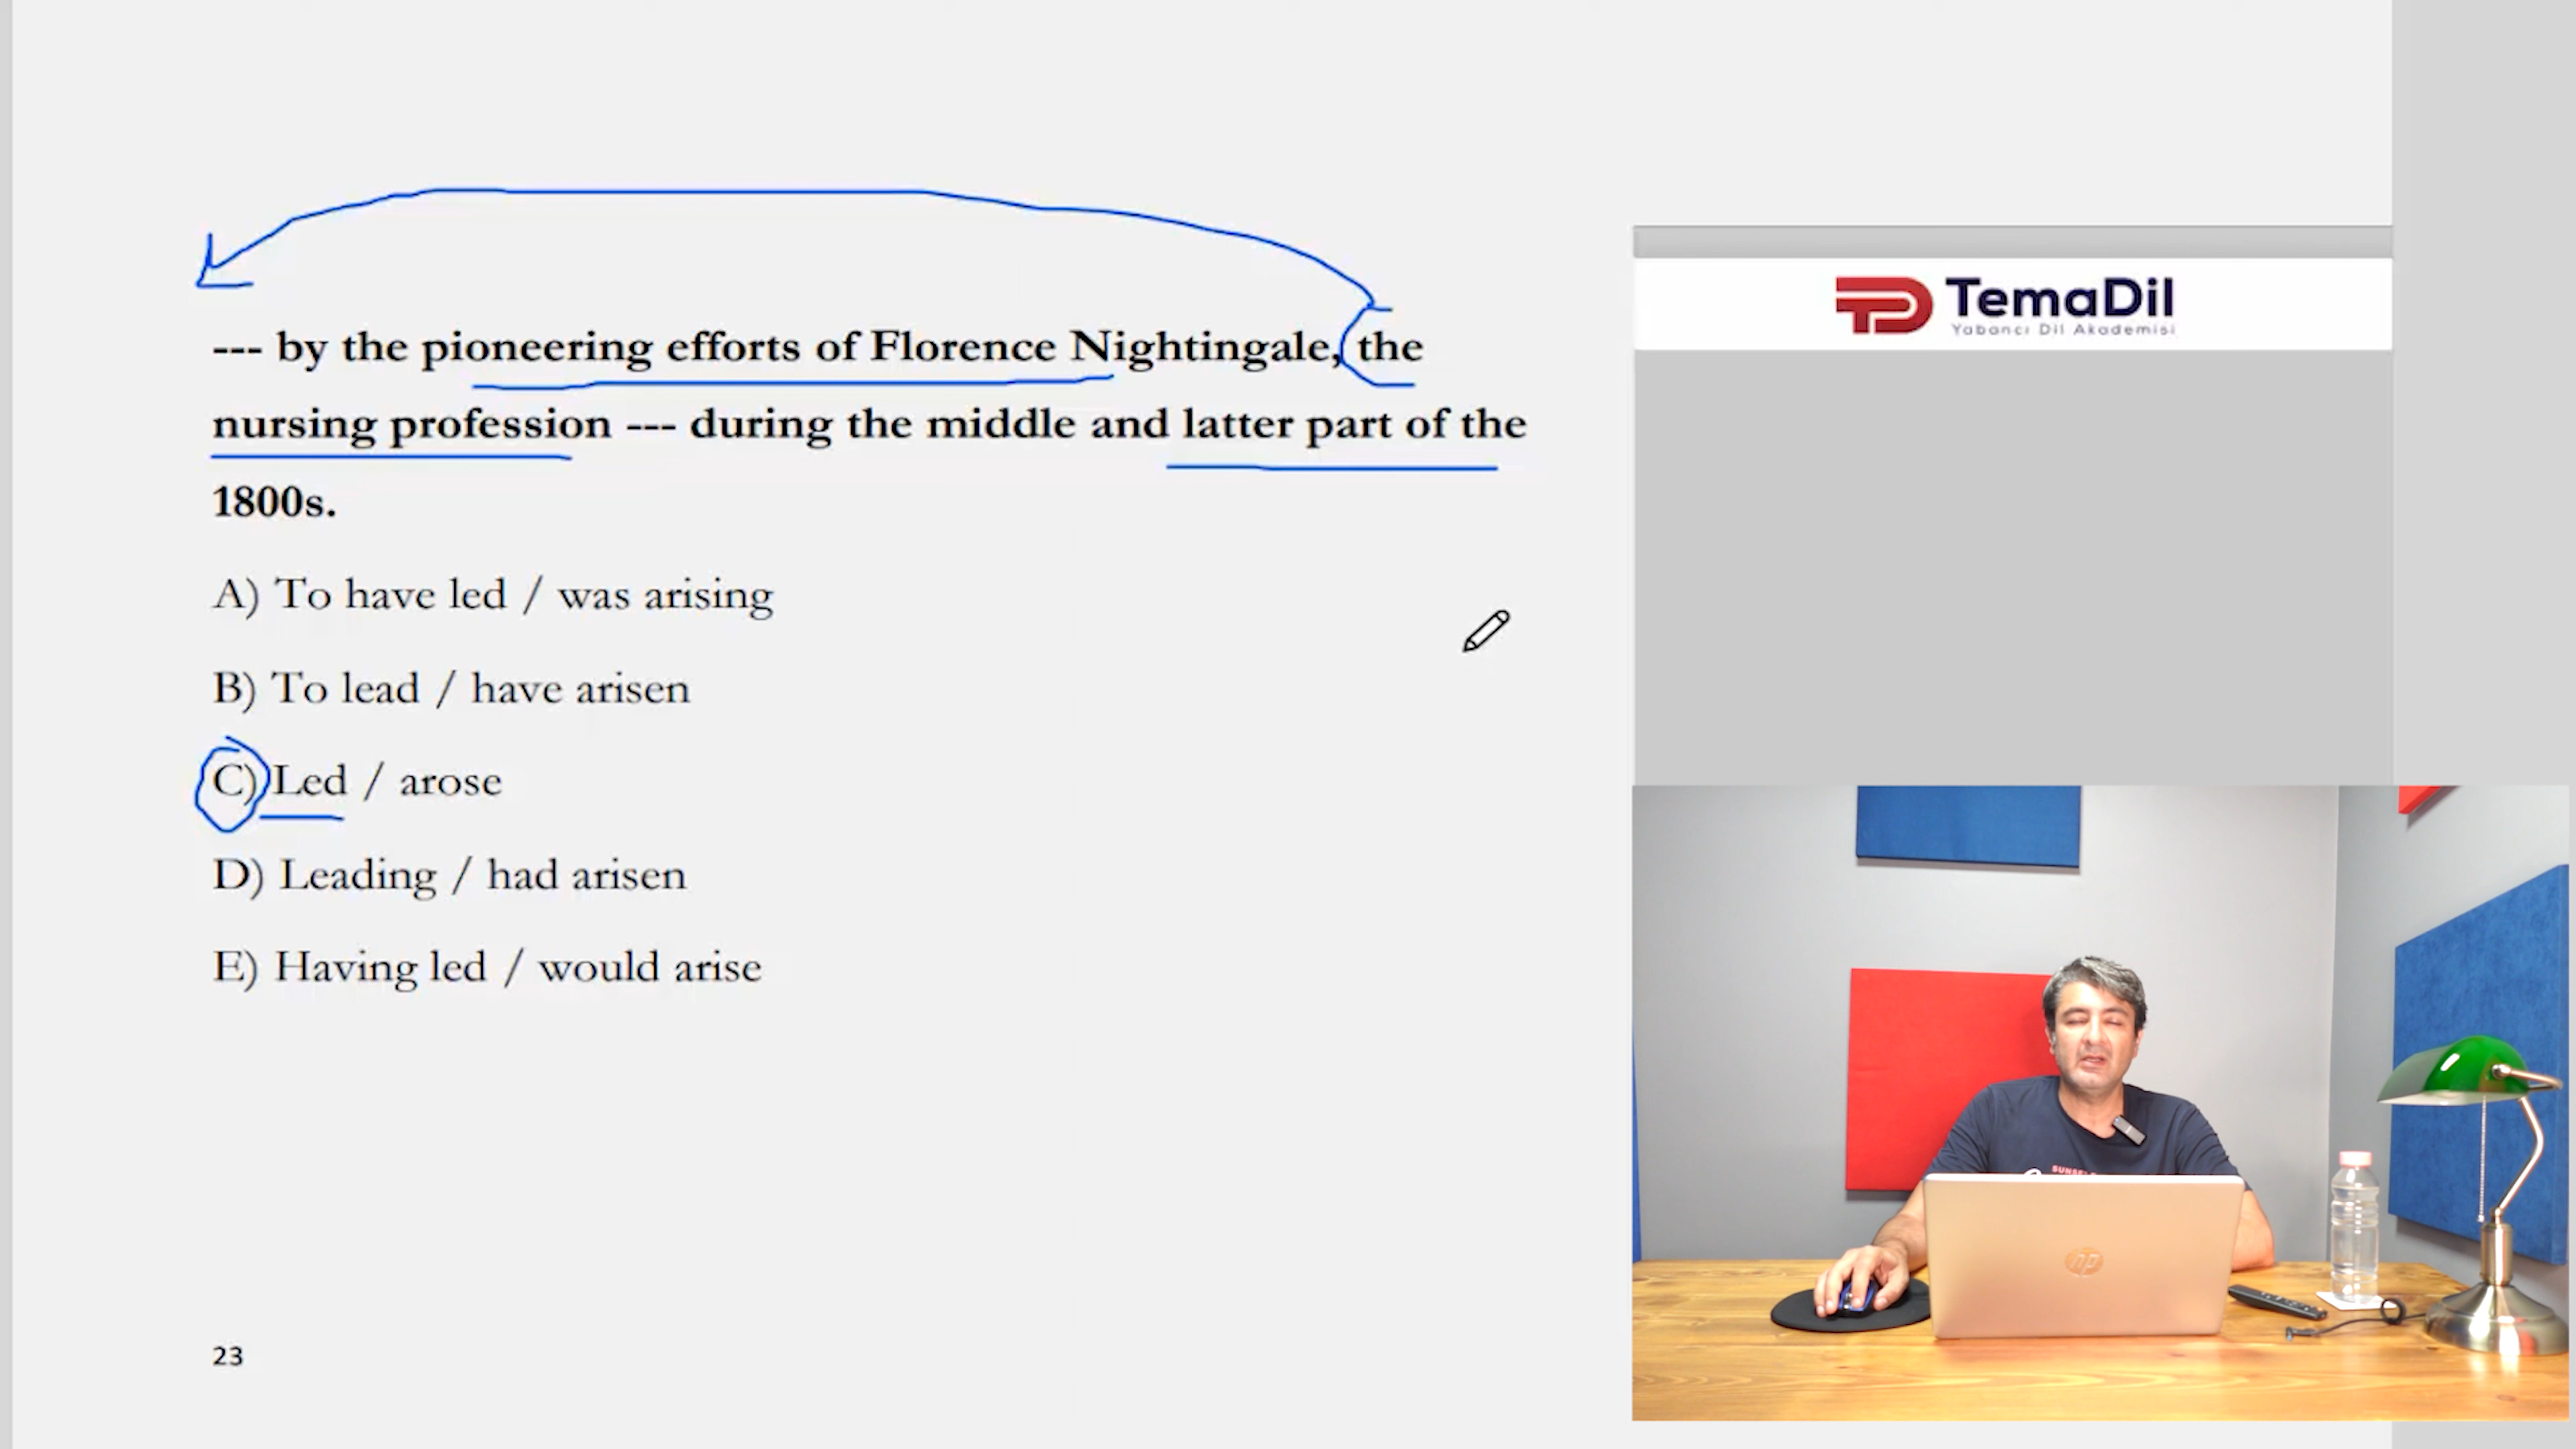 --- by the pioneering efforts of Florence Nightingale, the
nursing profession --- during the middle and latter part of the
1800s.
A) To have led / was arising
B) To lead / have arisen
C) Led / arose
D) Leading / had arisen
E) Having led / would arise
23
TemaDil
Yabancı Dil Akademisi
hp